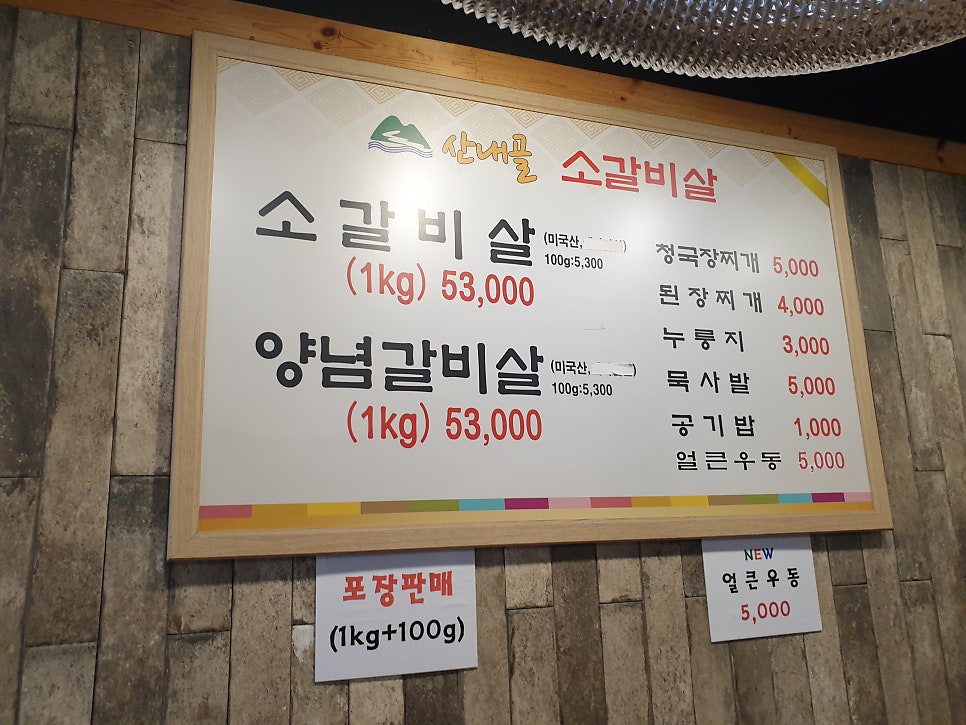 산내골 소갈비살
소갈비살 (미국산,
100g:5,300
(1kg) 53,000
양념갈비살 (미국산,
100g:5,300
(1kg) 53,000
청국장찌개 5,000
된장찌개 4,000
누룽지 3,000
묵사발 5,000
공기밥 1,000
얼큰우동 5,000
포장판매
(1kg+100g)
NEW
얼큰우동
5,000